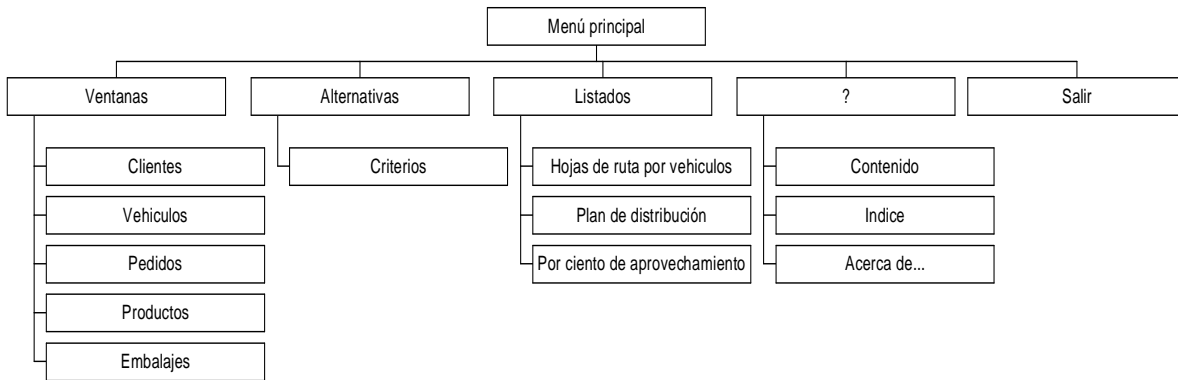 Menú principal
Ventanas
Alternativas
Listados
?
Salir
Clientes
Vehiculos
Pedidos
Productos
Embalajes
Criterios
Hojas de ruta por vehiculos
Plan de distribución
Por ciento de aprovechamiento
Contenido
Indice
Acerca de...